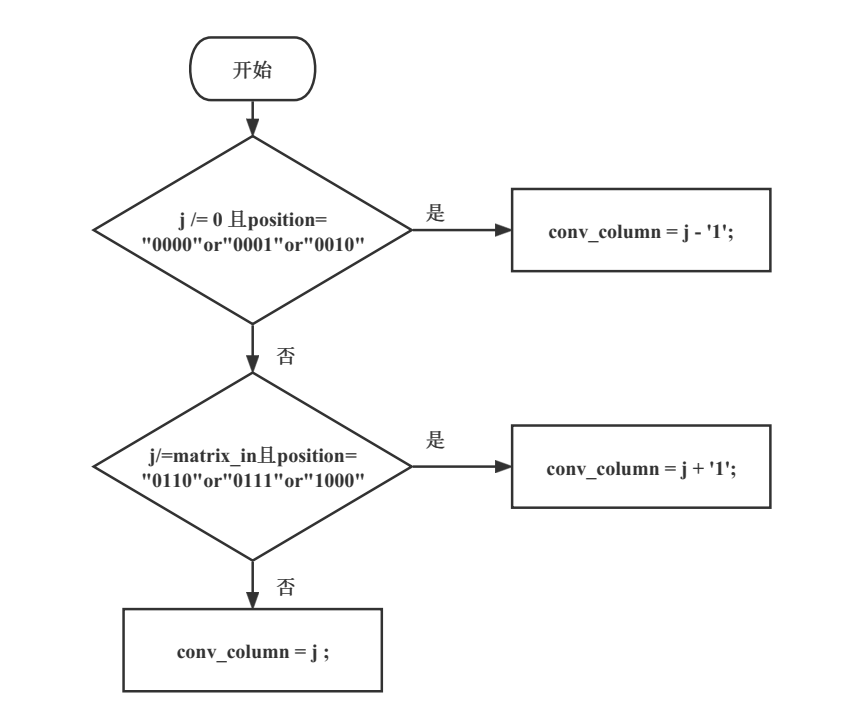 开始
j /= 0 且position=
"0000"or"0001"or"0010"
是
conv_column = j - '1';
否
j/=matrix_in且position=
"0110"or"0111"or"1000"
是
conv_column = j + '1';
否
conv_column = j ;